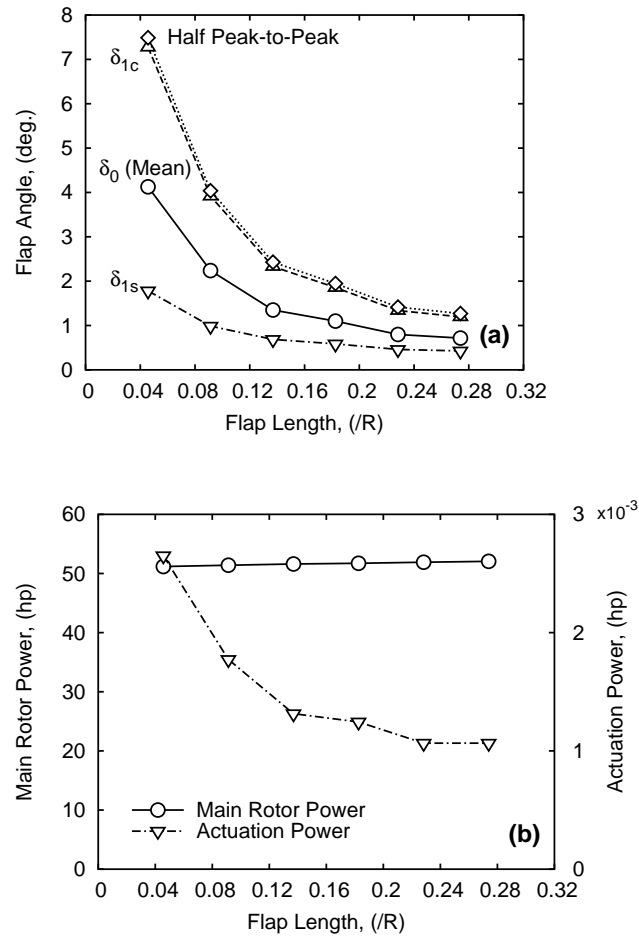 8
7
6
5
4
3
2
1
0
Half Peak-to-Peak
δ1c
δ0 (Mean)
δ1s
(a)
Flap Angle, (deg.)
0 0.04 0.08 0.12 0.16 0.2 0.24 0.28 0.32
Flap Length, (/R)
60
50
40
30
20
10
0
Main Rotor Power, (hp)
3
2
1
0
x10-3
Actuation Power, (hp)
Main Rotor Power
Actuation Power
(b)
0 0.04 0.08 0.12 0.16 0.2 0.24 0.28 0.32
Flap Length, (/R)